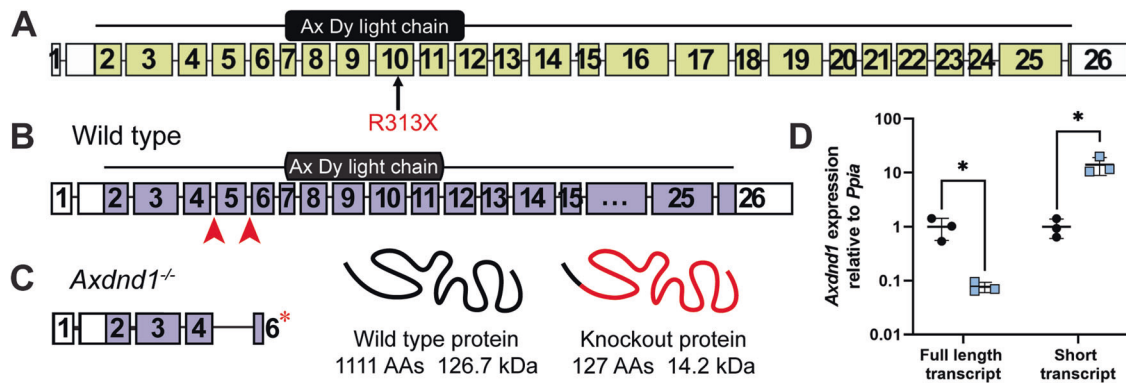 A
Ax Dy light chain
1 2 3 4 5 6 7 8 9 10 11 12 13 14 15 16 17 18 19 20 21 22 23 24 25 26
R313X
B Wild type
Ax Dy light chain
1 2 3 4 5 6 7 8 9 10 11 12 13 14 15 ... 25 26
C Axdnd1-/-
1 2 3 4 6*
Wild type protein
1111 AAs 126.7 kDa
Knockout protein
127 AAs 14.2 kDa
D
Axdnd1 expression
relative to Ppia
100
10
1
0.1
0.01
*
*
Full length
transcript
Short
transcript